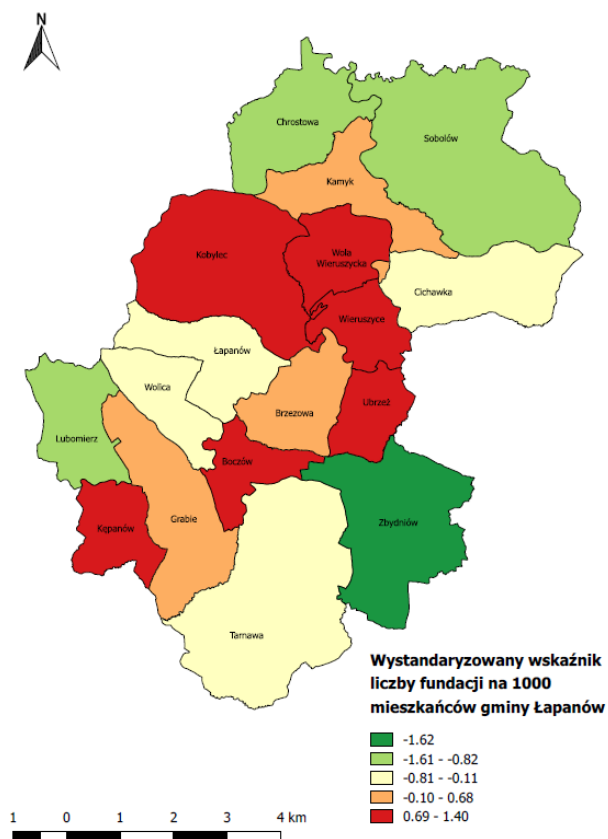 N
Chrostowa
Sobolów
Kamyk
Kobylec
Wola
Wieruszycka
Cichawka
Wieruszyce
Łapanów
Wolica
Ubrzeż
Brzezowa
Lubomierz
Boczów
Grabie
Kępanów
Zbydniów
Tarnawa
Wystandaryzowany wskaźnik
liczby fundacji na 1000
mieszkańców gminy Łapanów
-1.62
-1.61 - -0.82
-0.81 - -0.11
-0.10 - 0.68
0.69 - 1.40
1 0 1 2 3 4 km